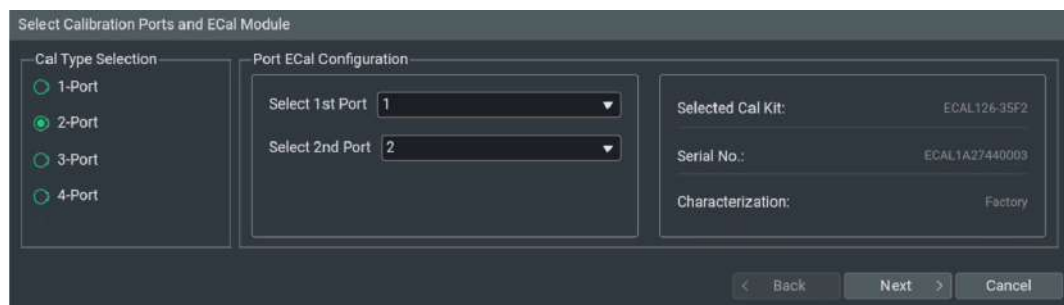 Select Calibration Ports and ECal Module
Cal Type Selection
1-Port
2-Port
3-Port
4-Port
Port ECal Configuration
Select 1st Port 1
Select 2nd Port 2
Selected Cal Kit: ECAL126-35F2
Serial No.: ECAL1A27440003
Characterization: Factory
< Back Next > Cancel